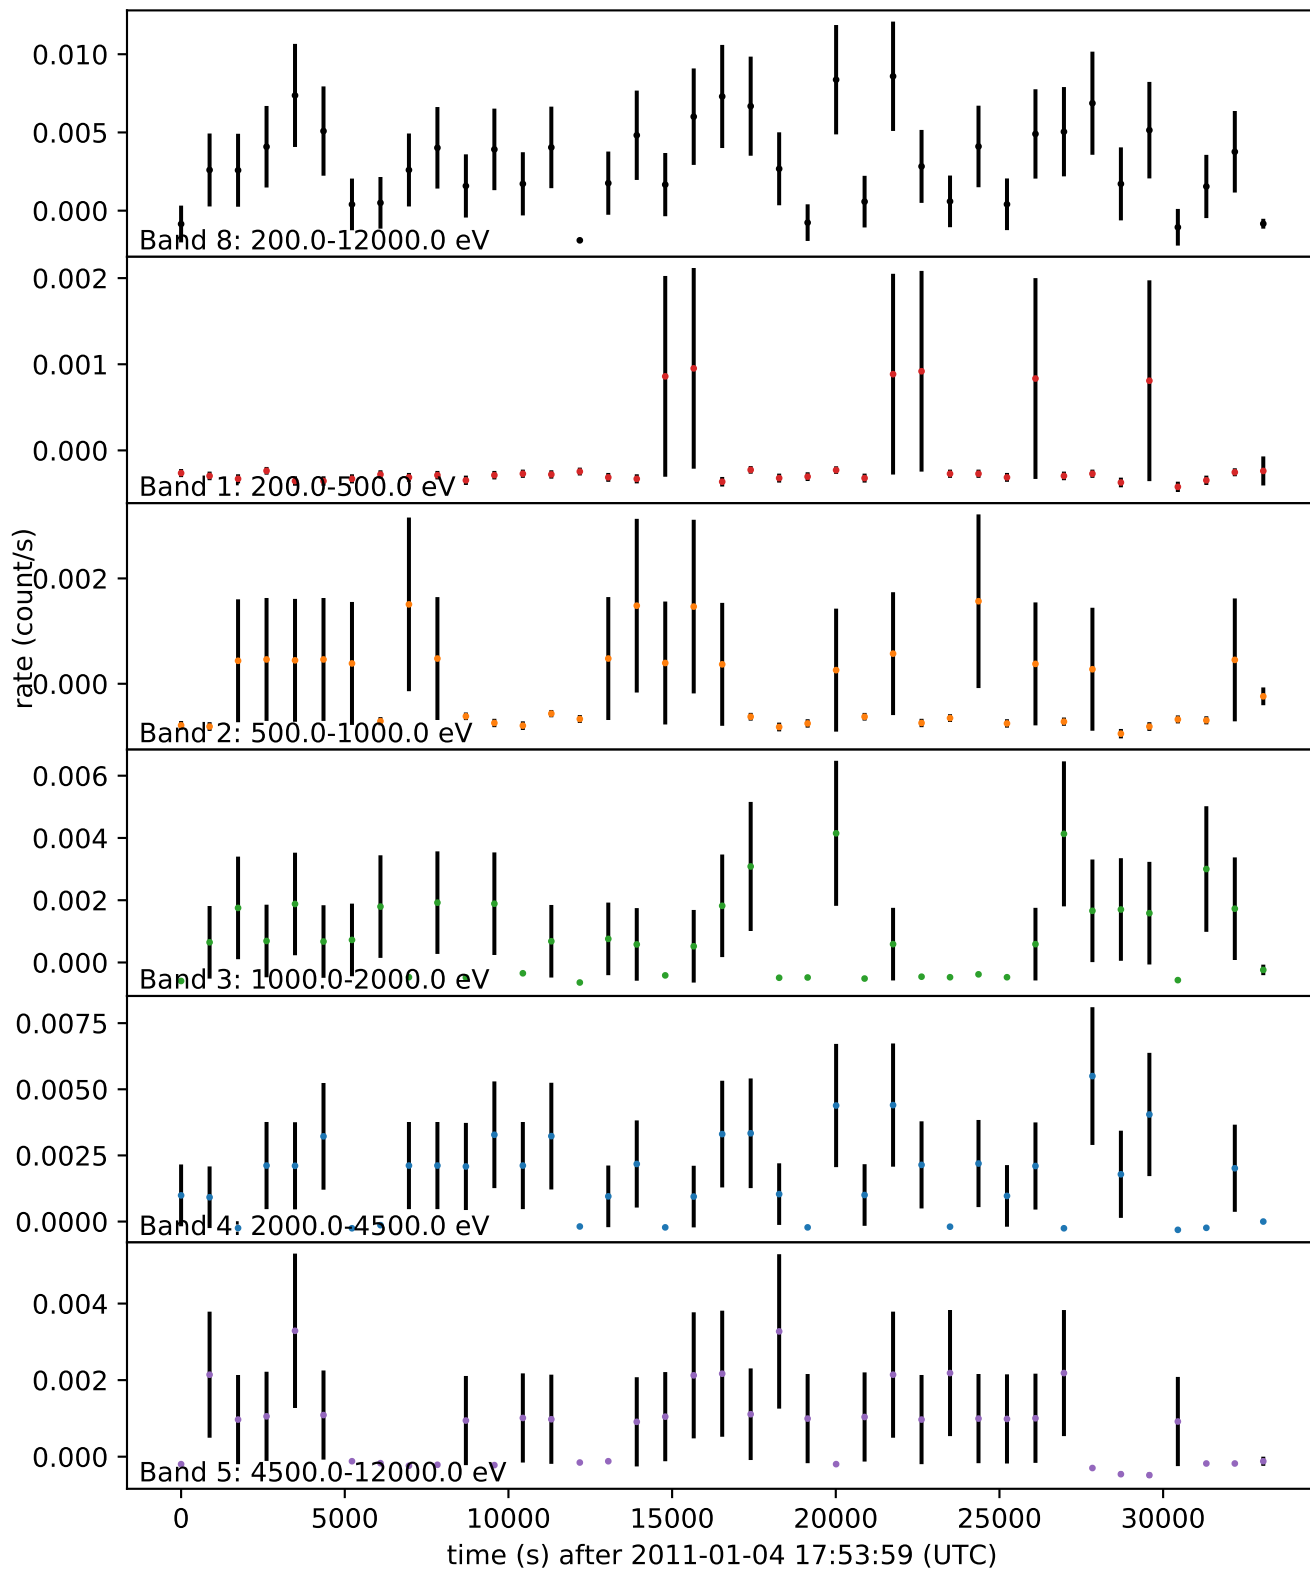 0.010
0.005
0.000
Band 8: 200.0-12000.0 eV
0.002
0.001
0.000
Band 1: 200.0-500.0 eV
rate (count/s)
0.002
0.000
Band 2: 500.0-1000.0 eV
0.006
0.004
0.002
0.000
Band 3: 1000.0-2000.0 eV
0.0075
0.0050
0.0025
0.0000
Band 4: 2000.0-4500.0 eV
0.004
0.002
0.000
Band 5: 4500.0-12000.0 eV
0 5000 10000 15000 20000 25000 30000
time (s) after 2011-01-04 17:53:59 (UTC)